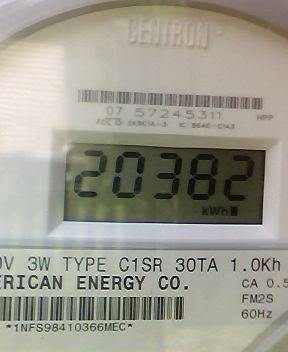 CENTRON®
07 57245311
HPP
20382
kWh
0V 3W TYPE C1SR 30TA 1.0Kh
ERICAN ENERGY CO.
CA 0.5
FM2S
60Hz
*1NFS98410366MEC*